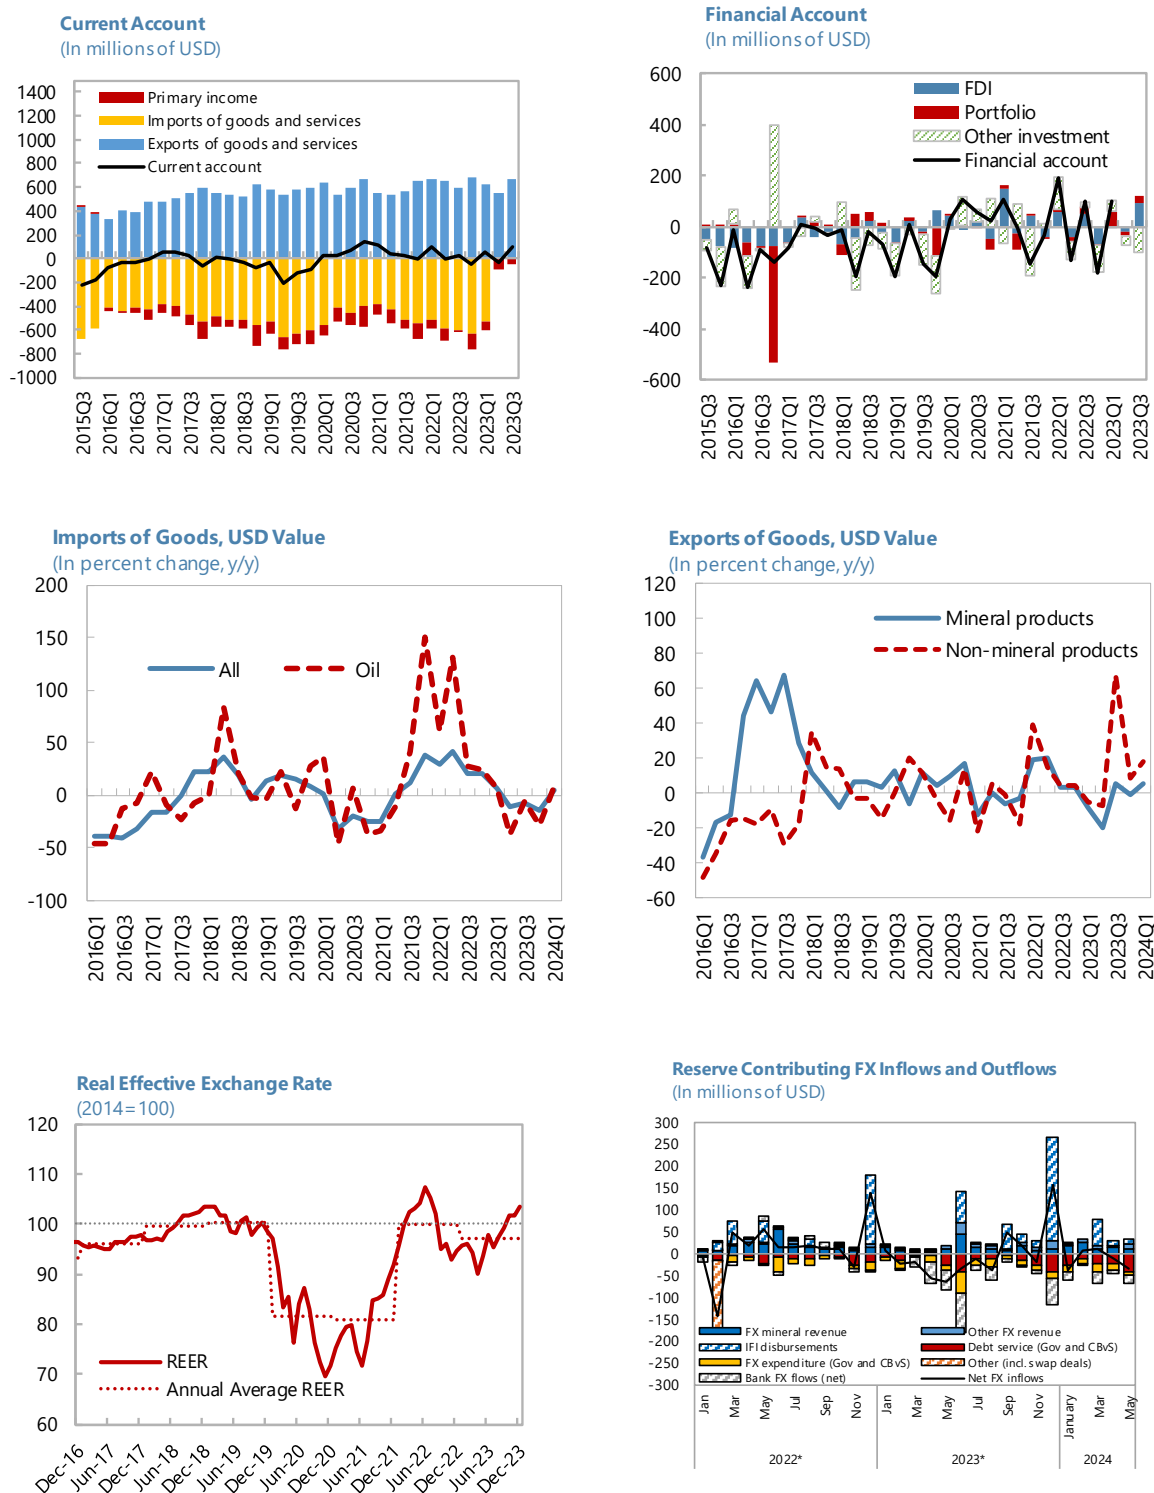 Current Account
(In millions of USD)
1400
1200
1000
800
600
400
200
0
-200
-400
-600
-800
-1000
Primary income
Imports of goods and services
Exports of goods and services
Current account
2015Q3
2016Q1
2016Q3
2017Q1
2017Q3
2018Q1
2018Q3
2019Q1
2019Q3
2020Q1
2020Q3
2021Q1
2021Q3
2022Q1
2022Q3
2023Q1
2023Q3
Financial Account
(In millions of USD)
600
400
200
0
-200
-400
-600
FDI
Portfolio
Other investment
Financial account
2015Q3
2016Q1
2016Q3
2017Q1
2017Q3
2018Q1
2018Q3
2019Q1
2019Q3
2020Q1
2020Q3
2021Q1
2021Q3
2022Q1
2022Q3
2023Q1
2023Q3
Imports of Goods, USD Value
(In percent change, y/y)
200
150
100
50
0
-50
-100
All
Oil
2016Q1
2016Q3
2017Q1
2017Q3
2018Q1
2018Q3
2019Q1
2019Q3
2020Q1
2020Q3
2021Q1
2021Q3
2022Q1
2022Q3
2023Q1
2023Q3
2024Q1
Exports of Goods, USD Value
(In percent change, y/y)
120
100
80
60
40
20
0
-20
-40
-60
Mineral products
Non-mineral products
2016Q1
2016Q3
2017Q1
2017Q3
2018Q1
2018Q3
2019Q1
2019Q3
2020Q1
2020Q3
2021Q1
2021Q3
2022Q1
2022Q3
2023Q1
2023Q3
2024Q1
Real Effective Exchange Rate
(2014=100)
120
110
100
90
80
70
60
REER
Annual Average REER
Dec-16
Jun-17
Dec-17
Jun-18
Dec-18
Jun-19
Dec-19
Jun-20
Dec-20
Jun-21
Dec-21
Jun-22
Dec-22
Jun-23
Dec-23
Reserve Contributing FX Inflows and Outflows
(In millions of USD)
300
250
200
150
100
50
0
-50
-100
-150
-200
-250
-300
FX mineral revenue
Other FX revenue
IFI disbursements
Debt service (Gov and CBvS)
FX expenditure (Gov and CBvS)
Other (incl. swap deals)
Bank FX flows (net)
Net FX inflows
Jan
Mar
May
Jul
Sep
Nov
Jan
Mar
May
Jul
Sep
Nov
January
Mar
May
2022*
2023*
2024